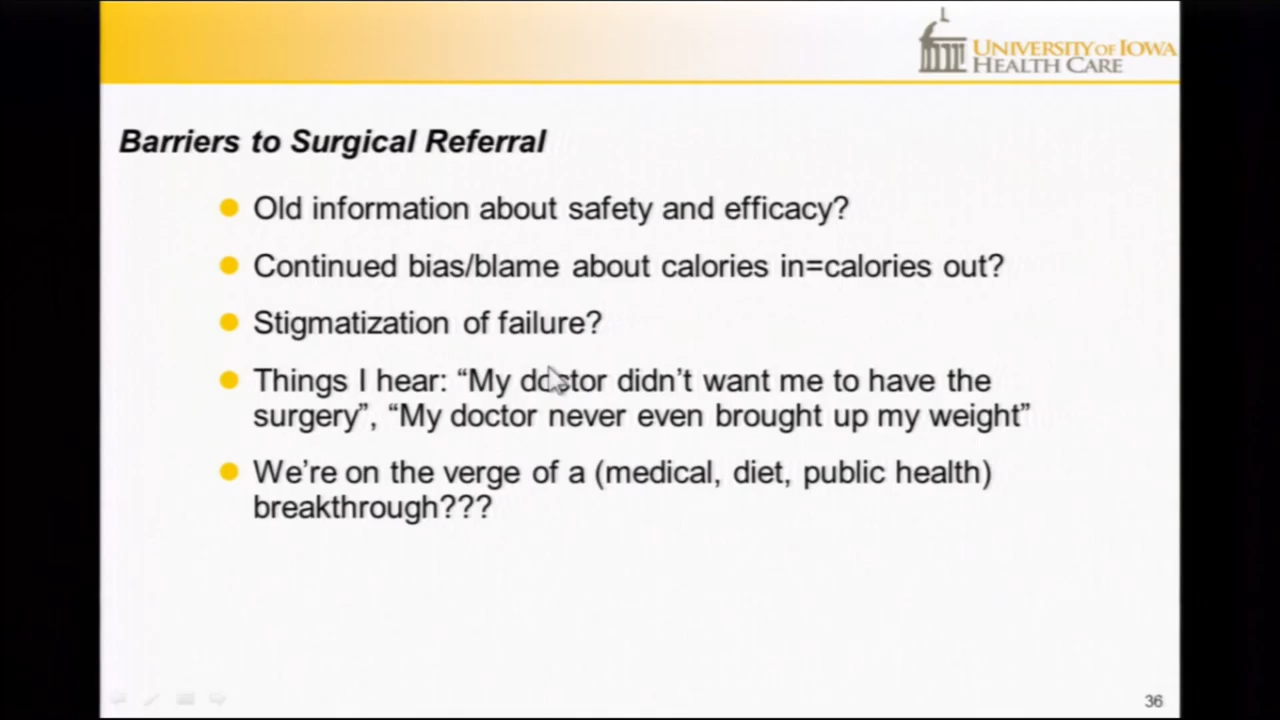 UNIVERSITY OF IOWA
HEALTH CARE
Barriers to Surgical Referral
Old information about safety and efficacy?
Continued bias/blame about calories in=calories out?
Stigmatization of failure?
Things I hear: “My doctor didn’t want me to have the
surgery”, “My doctor never even brought up my weight”
We’re on the verge of a (medical, diet, public health)
breakthrough???
36